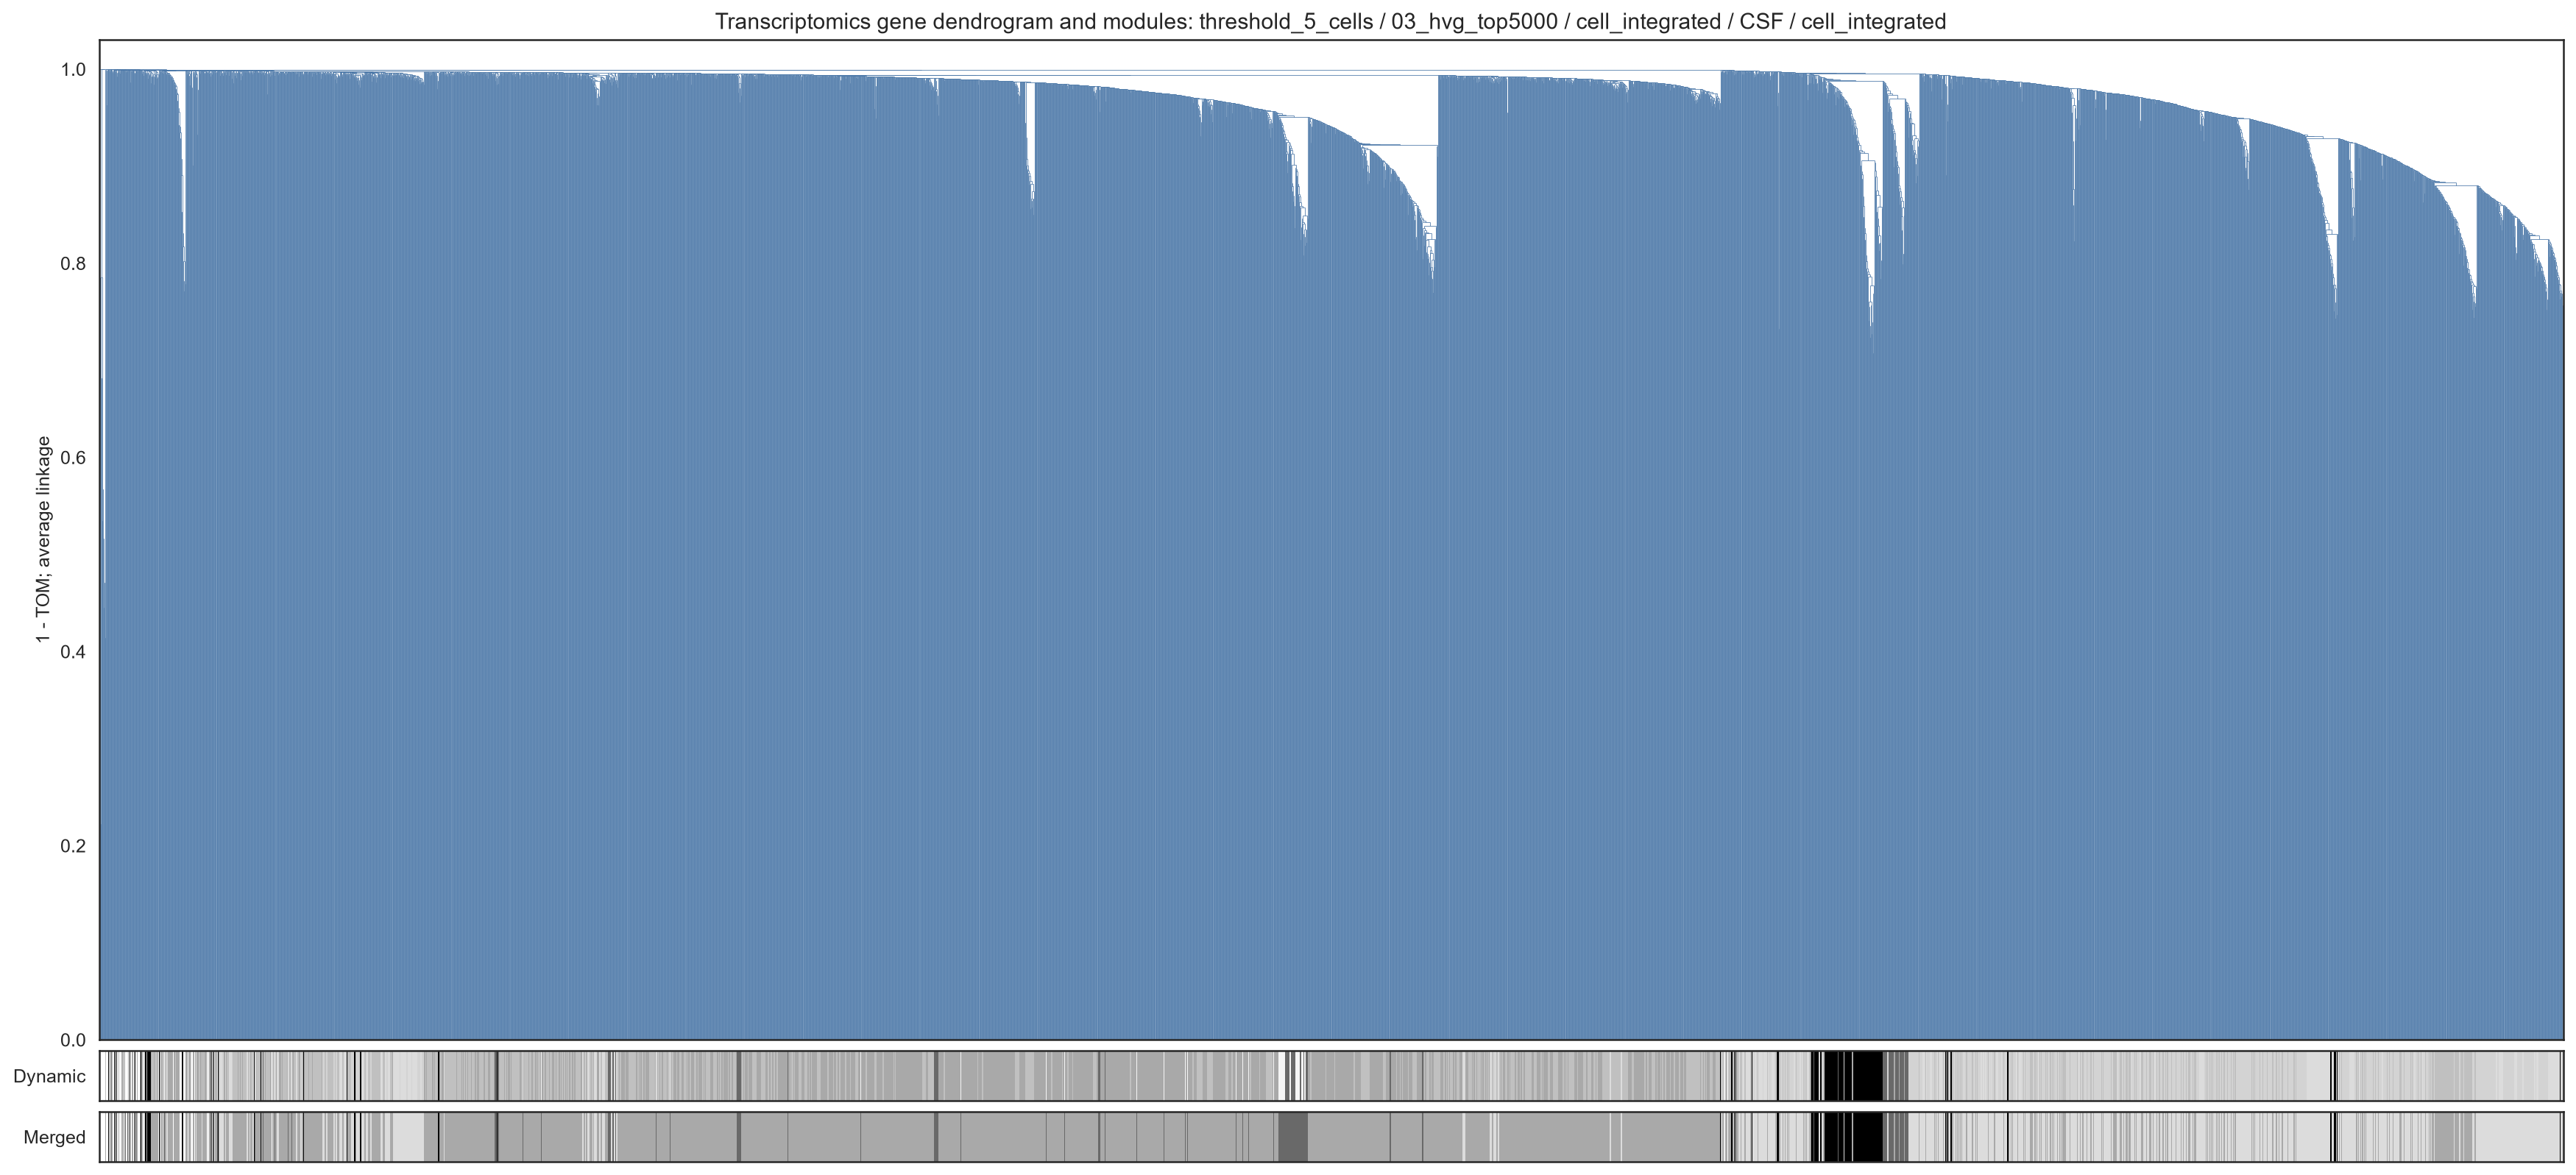 Transcriptomics gene dendrogram and modules: threshold_5_cells / 03_hvg_top5000 / cell_integrated / CSF / cell_integrated
1.0
0.8
0.6
0.4
0.2
0.0
1 - TOM; average linkage
Dynamic
Merged